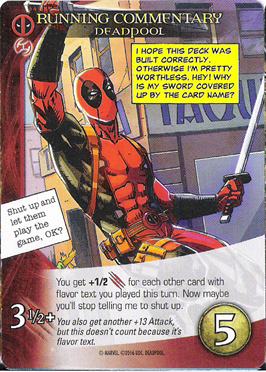 RUNNING COMMENTARY
DEADPOOL
I HOPE THIS DECK WAS
BUILT CORRECTLY.
OTHERWISE I'M PRETTY
WORTHLESS. HEY! WHY
IS MY SWORD COVERED
UP BY THE CARD NAME?
TAQU
Shut up and
let them
play the
game, OK?
You get +1/2 for each other card with
flavor text you played this turn. Now maybe
you'll stop telling me to shut up.
3 1/2+
You also get another +13 Attack,
but this doesn't count because it's
flavor text.
5
© MARVEL ©2016 UDC. DEADPOOL.